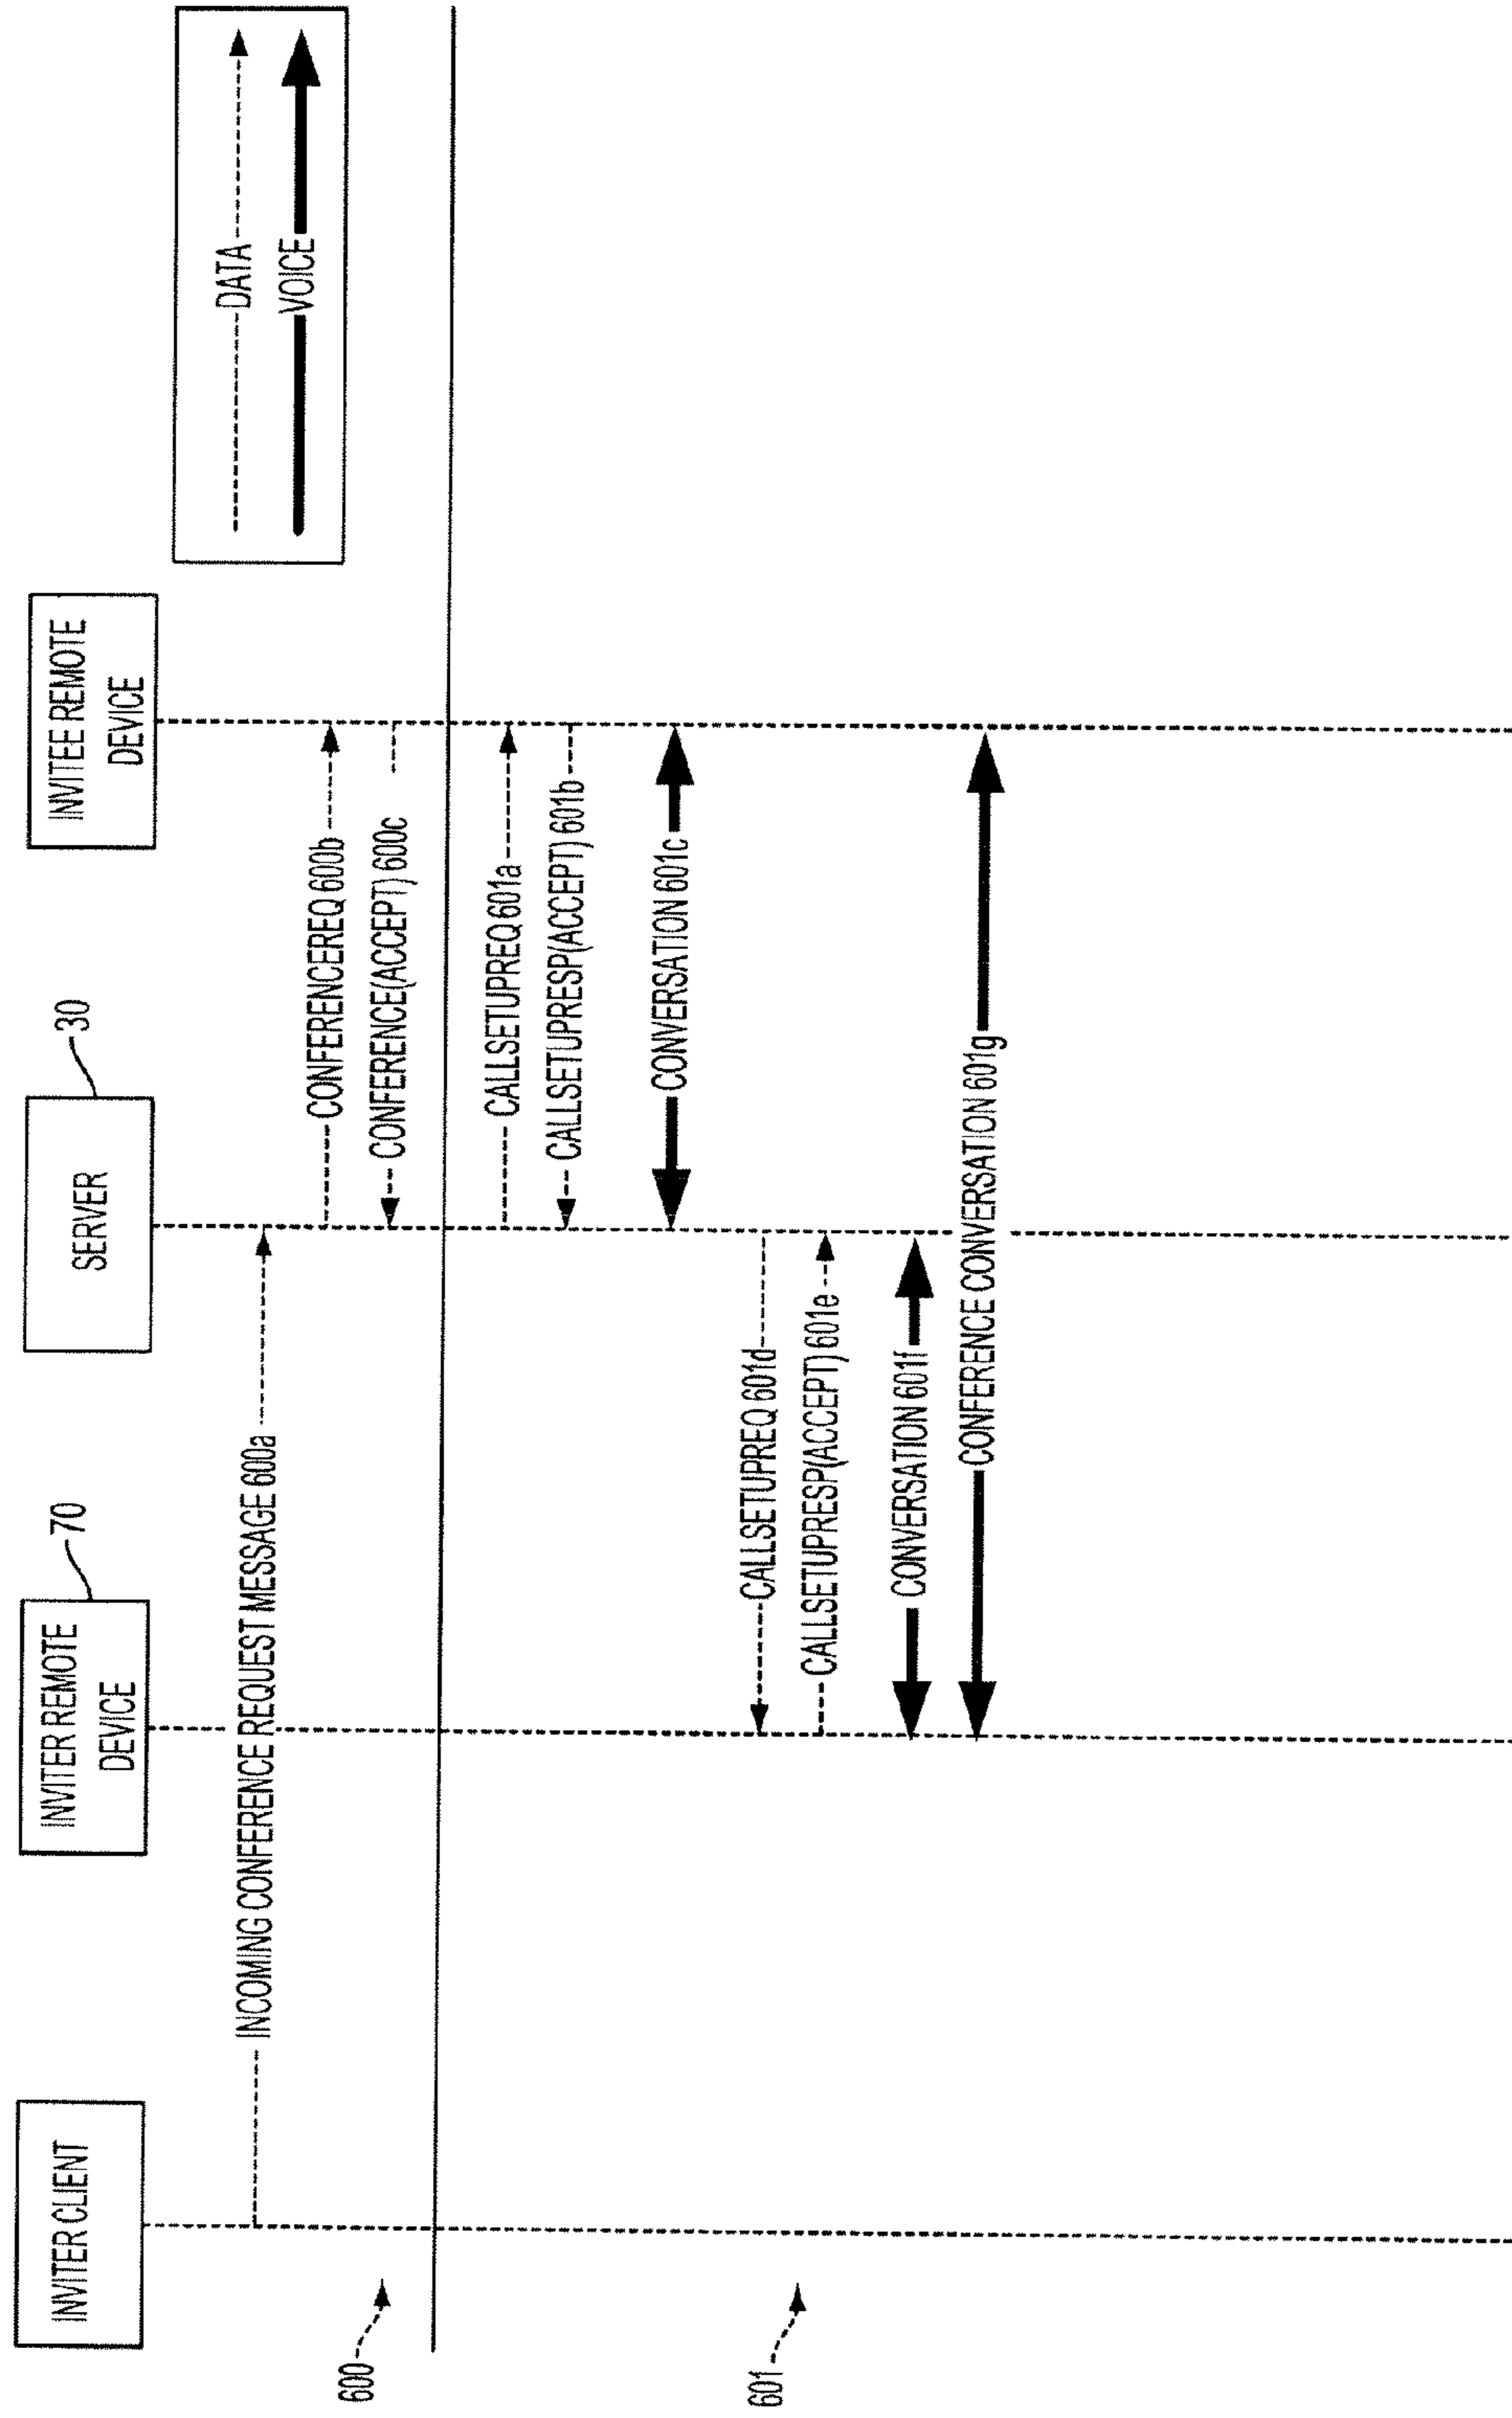 INVITER CLIENT
INVITER REMOTE
DEVICE
70
SERVER
30
INVITEE REMOTE
DEVICE
DATA
VOICE
600
INCOMING CONFERENCE REQUEST MESSAGE 600a
CONFERENCEREQ 600b
CONFERENCE(ACCEPT) 600c
601
CALLSETUPREQ 601a
CALLSETUPRESP(ACCEPT) 601b
CONVERSATION 601c
CALLSETUPREQ 601d
CALLSETUPRESP(ACCEPT) 601e
CONVERSATION 601f
CONFERENCE CONVERSATION 601g